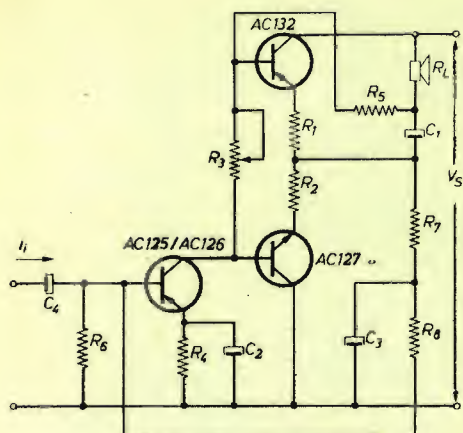 AC132
R_L
R_5
R_1
C_1
R_3
V_S
R_2
R_7
I_i
AC125/AC126
AC127
C_4
R_6
R_4
C_2
C_3
R_8